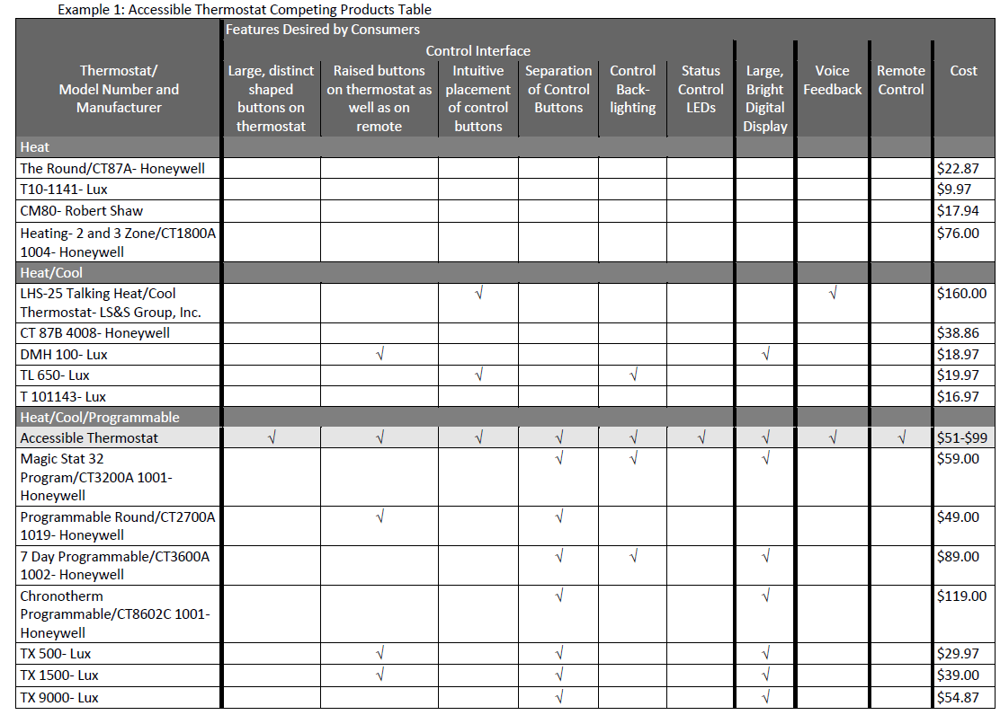 Example 1: Accessible Thermostat Competing Products Table
Features Desired by Consumers
Control Interface
Thermostat/
Model Number and
Manufacturer
Large, distinct
shaped
buttons on
thermostat
Raised buttons
on thermostat as
well as on
remote
Intuitive
placement
of control
buttons
Separation
of Control
Buttons
Control
Back-
lighting
Status
Control
LEDs
Large,
Bright
Digital
Display
Voice
Feedback
Remote
Control
Cost
Heat
The Round/CT87A- Honeywell $22.87
T10-1141- Lux $9.97
CM80- Robert Shaw $17.94
Heating- 2 and 3 Zone/CT1800A $76.00
1004- Honeywell
Heat/Cool
LHS-25 Talking Heat/Cool √ √ $160.00
Thermostat- LS&S Group, Inc.
CT 87B 4008- Honeywell $38.86
DMH 100- Lux √ √ $18.97
TL 650- Lux √ √ $19.97
T 101143- Lux $16.97
Heat/Cool/Programmable
Accessible Thermostat √ √ √ √ √ √ √ √ √ $51-$99
Magic Stat 32 √ √ √ $59.00
Program/CT3200A 1001-
Honeywell
Programmable Round/CT2700A √ √ $49.00
1019- Honeywell
7 Day Programmable/CT3600A √ √ √ $89.00
1002- Honeywell
Chronotherm √ √ $119.00
Programmable/CT8602C 1001-
Honeywell
TX 500- Lux √ √ √ $29.97
TX 1500- Lux √ √ √ $39.00
TX 9000- Lux √ √ $54.87